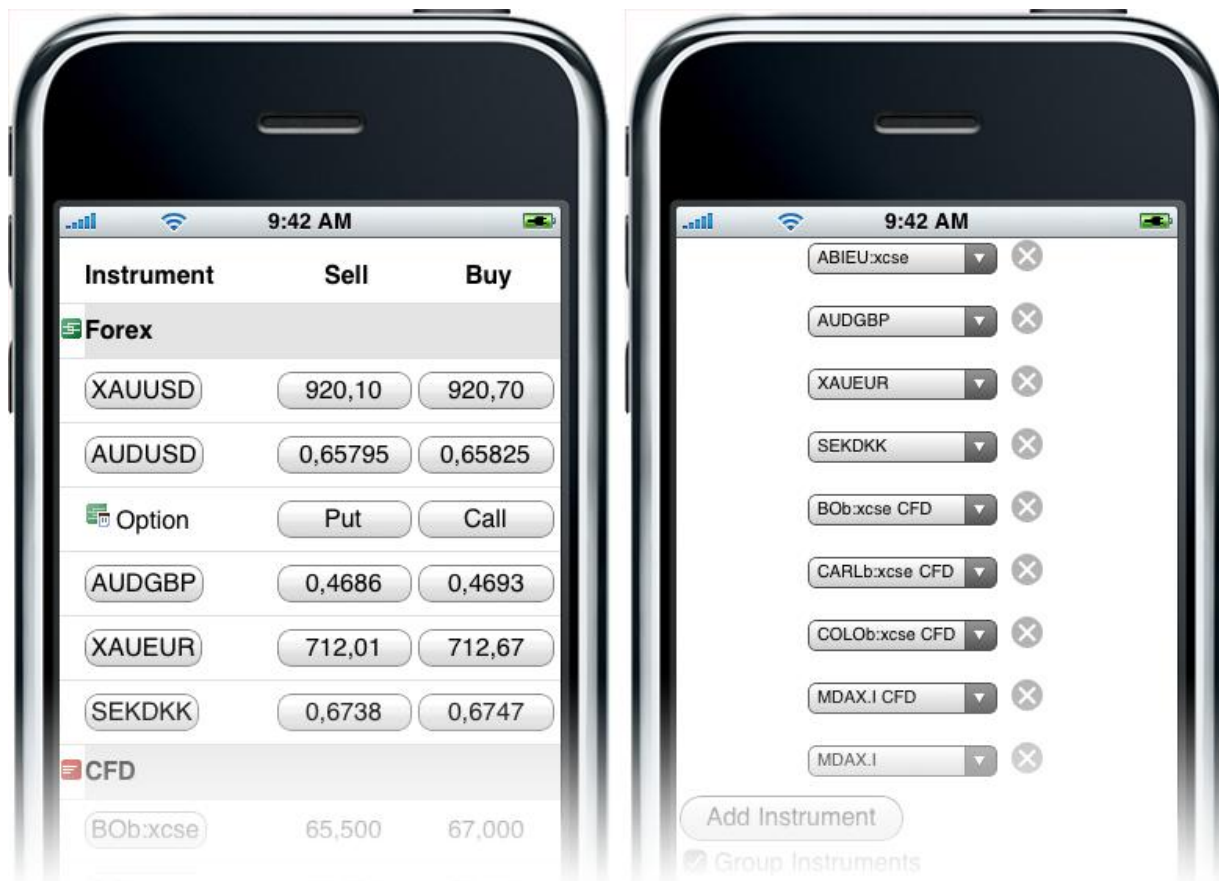 9:42 AM
Instrument Sell Buy
Forex
XAUUSD 920,10 920,70
AUDUSD 0,65795 0,65825
Option Put Call
AUDGBP 0,4686 0,4693
XAUEUR 712,01 712,67
SEKDKK 0,6738 0,6747
CFD
BOb:xcse 65,500 67,000
9:42 AM
ABIEU:xcse
AUDGBP
XAUEUR
SEKDKK
BOb:xcse CFD
CARLb:xcse CFD
COLOb:xcse CFD
MDAX.I CFD
MDAX.I
Add Instrument
Group Instruments